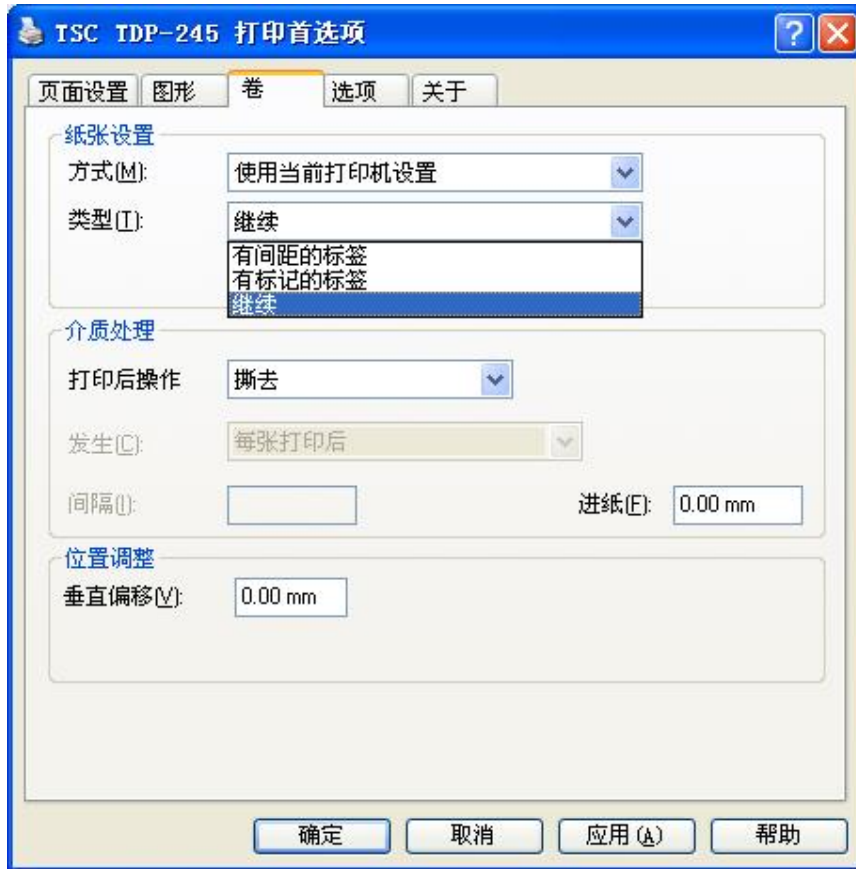 TSC TDP-245 打印首选项
页面设置 图形 卷 选项 关于
纸张设置
方式(M): 使用当前打印机设置
类型(T): 继续
有间距的标签
有标记的标签
继续
介质处理
打印后操作 撕去
发生(C): 每张打印后
间隔(I): 进纸(F): 0.00 mm
位置调整
垂直偏移(V): 0.00 mm
确定 取消 应用(A) 帮助